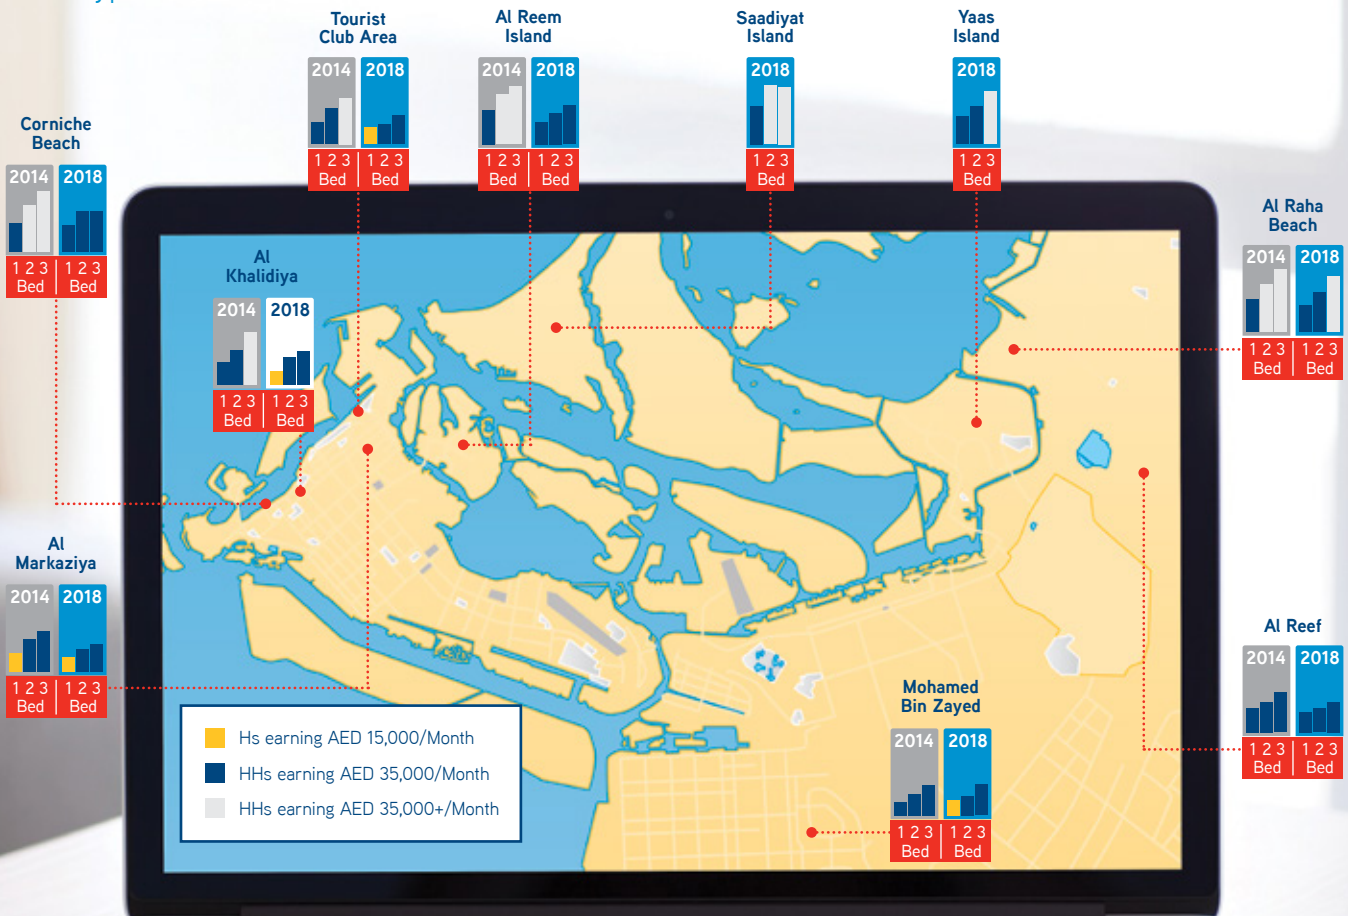 Tourist
Club Area
2014 2018
1 2 3 1 2 3
Bed Bed
Al Reem
Island
2014 2018
1 2 3 1 2 3
Bed Bed
Saadiyat
Island
2018
1 2 3
Bed
Yaas
Island
2018
1 2 3
Bed
Corniche
Beach
2014 2018
1 2 3 1 2 3
Bed Bed
Al
Khalidiya
2014 2018
1 2 3 1 2 3
Bed Bed
Al Raha
Beach
2014 2018
1 2 3 1 2 3
Bed Bed
Al
Markaziya
2014 2018
1 2 3 1 2 3
Bed Bed
Al Reef
2014 2018
1 2 3 1 2 3
Bed Bed
Mohamed
Bin Zayed
2014 2018
1 2 3 1 2 3
Bed Bed
Hs earning AED 15,000/Month
HHs earning AED 35,000/Month
HHs earning AED 35,000+/Month